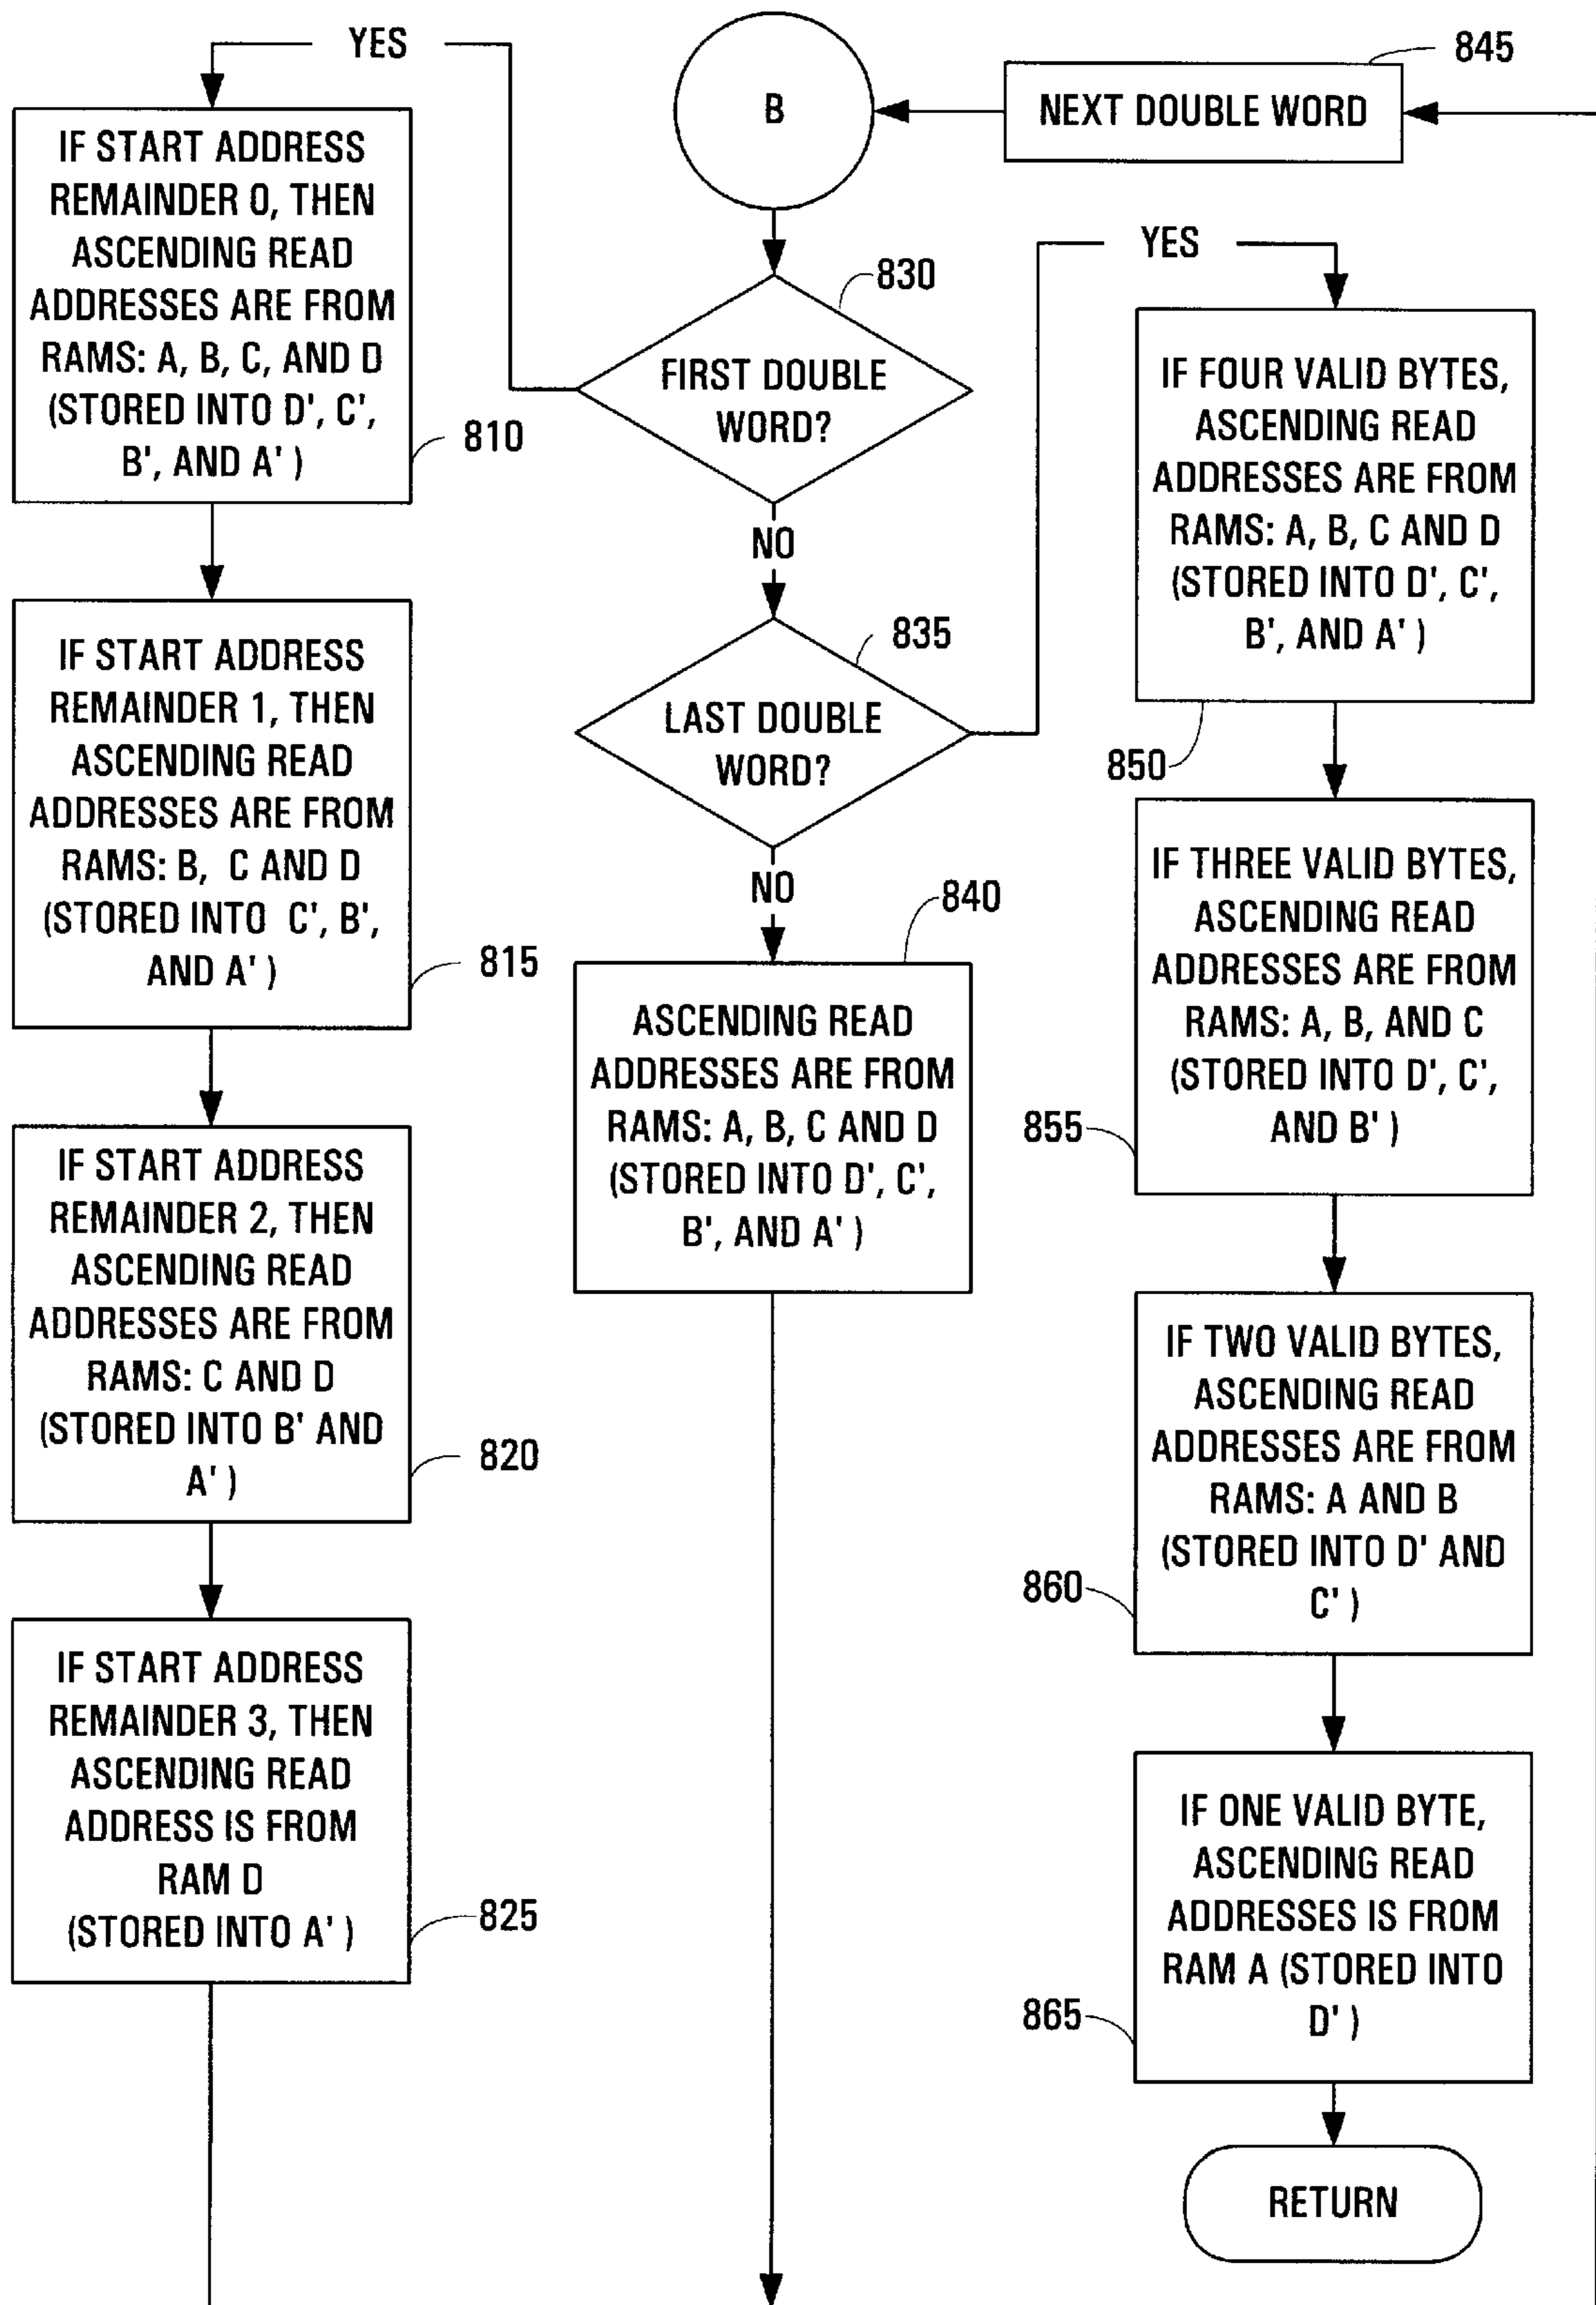 YES
IF START ADDRESS
REMAINDER 0, THEN
ASCENDING READ
ADDRESSES ARE FROM
RAMS: A, B, C, AND D
(STORED INTO D', C',
B', AND A' )
810
IF START ADDRESS
REMAINDER 1, THEN
ASCENDING READ
ADDRESSES ARE FROM
RAMS: B, C AND D
(STORED INTO C', B',
AND A' )
815
IF START ADDRESS
REMAINDER 2, THEN
ASCENDING READ
ADDRESSES ARE FROM
RAMS: C AND D
(STORED INTO B' AND
A' )
820
IF START ADDRESS
REMAINDER 3, THEN
ASCENDING READ
ADDRESS IS FROM
RAM D
(STORED INTO A' )
825
B
NEXT DOUBLE WORD
845
830
FIRST DOUBLE
WORD?
NO
835
LAST DOUBLE
WORD?
NO
840
ASCENDING READ
ADDRESSES ARE FROM
RAMS: A, B, C AND D
(STORED INTO D', C',
B', AND A' )
YES
IF FOUR VALID BYTES,
ASCENDING READ
ADDRESSES ARE FROM
RAMS: A, B, C AND D
(STORED INTO D', C',
B', AND A' )
850
IF THREE VALID BYTES,
ASCENDING READ
ADDRESSES ARE FROM
RAMS: A, B, AND C
(STORED INTO D', C',
AND B' )
855
IF TWO VALID BYTES,
ASCENDING READ
ADDRESSES ARE FROM
RAMS: A AND B
(STORED INTO D' AND
C' )
860
IF ONE VALID BYTE,
ASCENDING READ
ADDRESSES IS FROM
RAM A (STORED INTO
D' )
865
RETURN